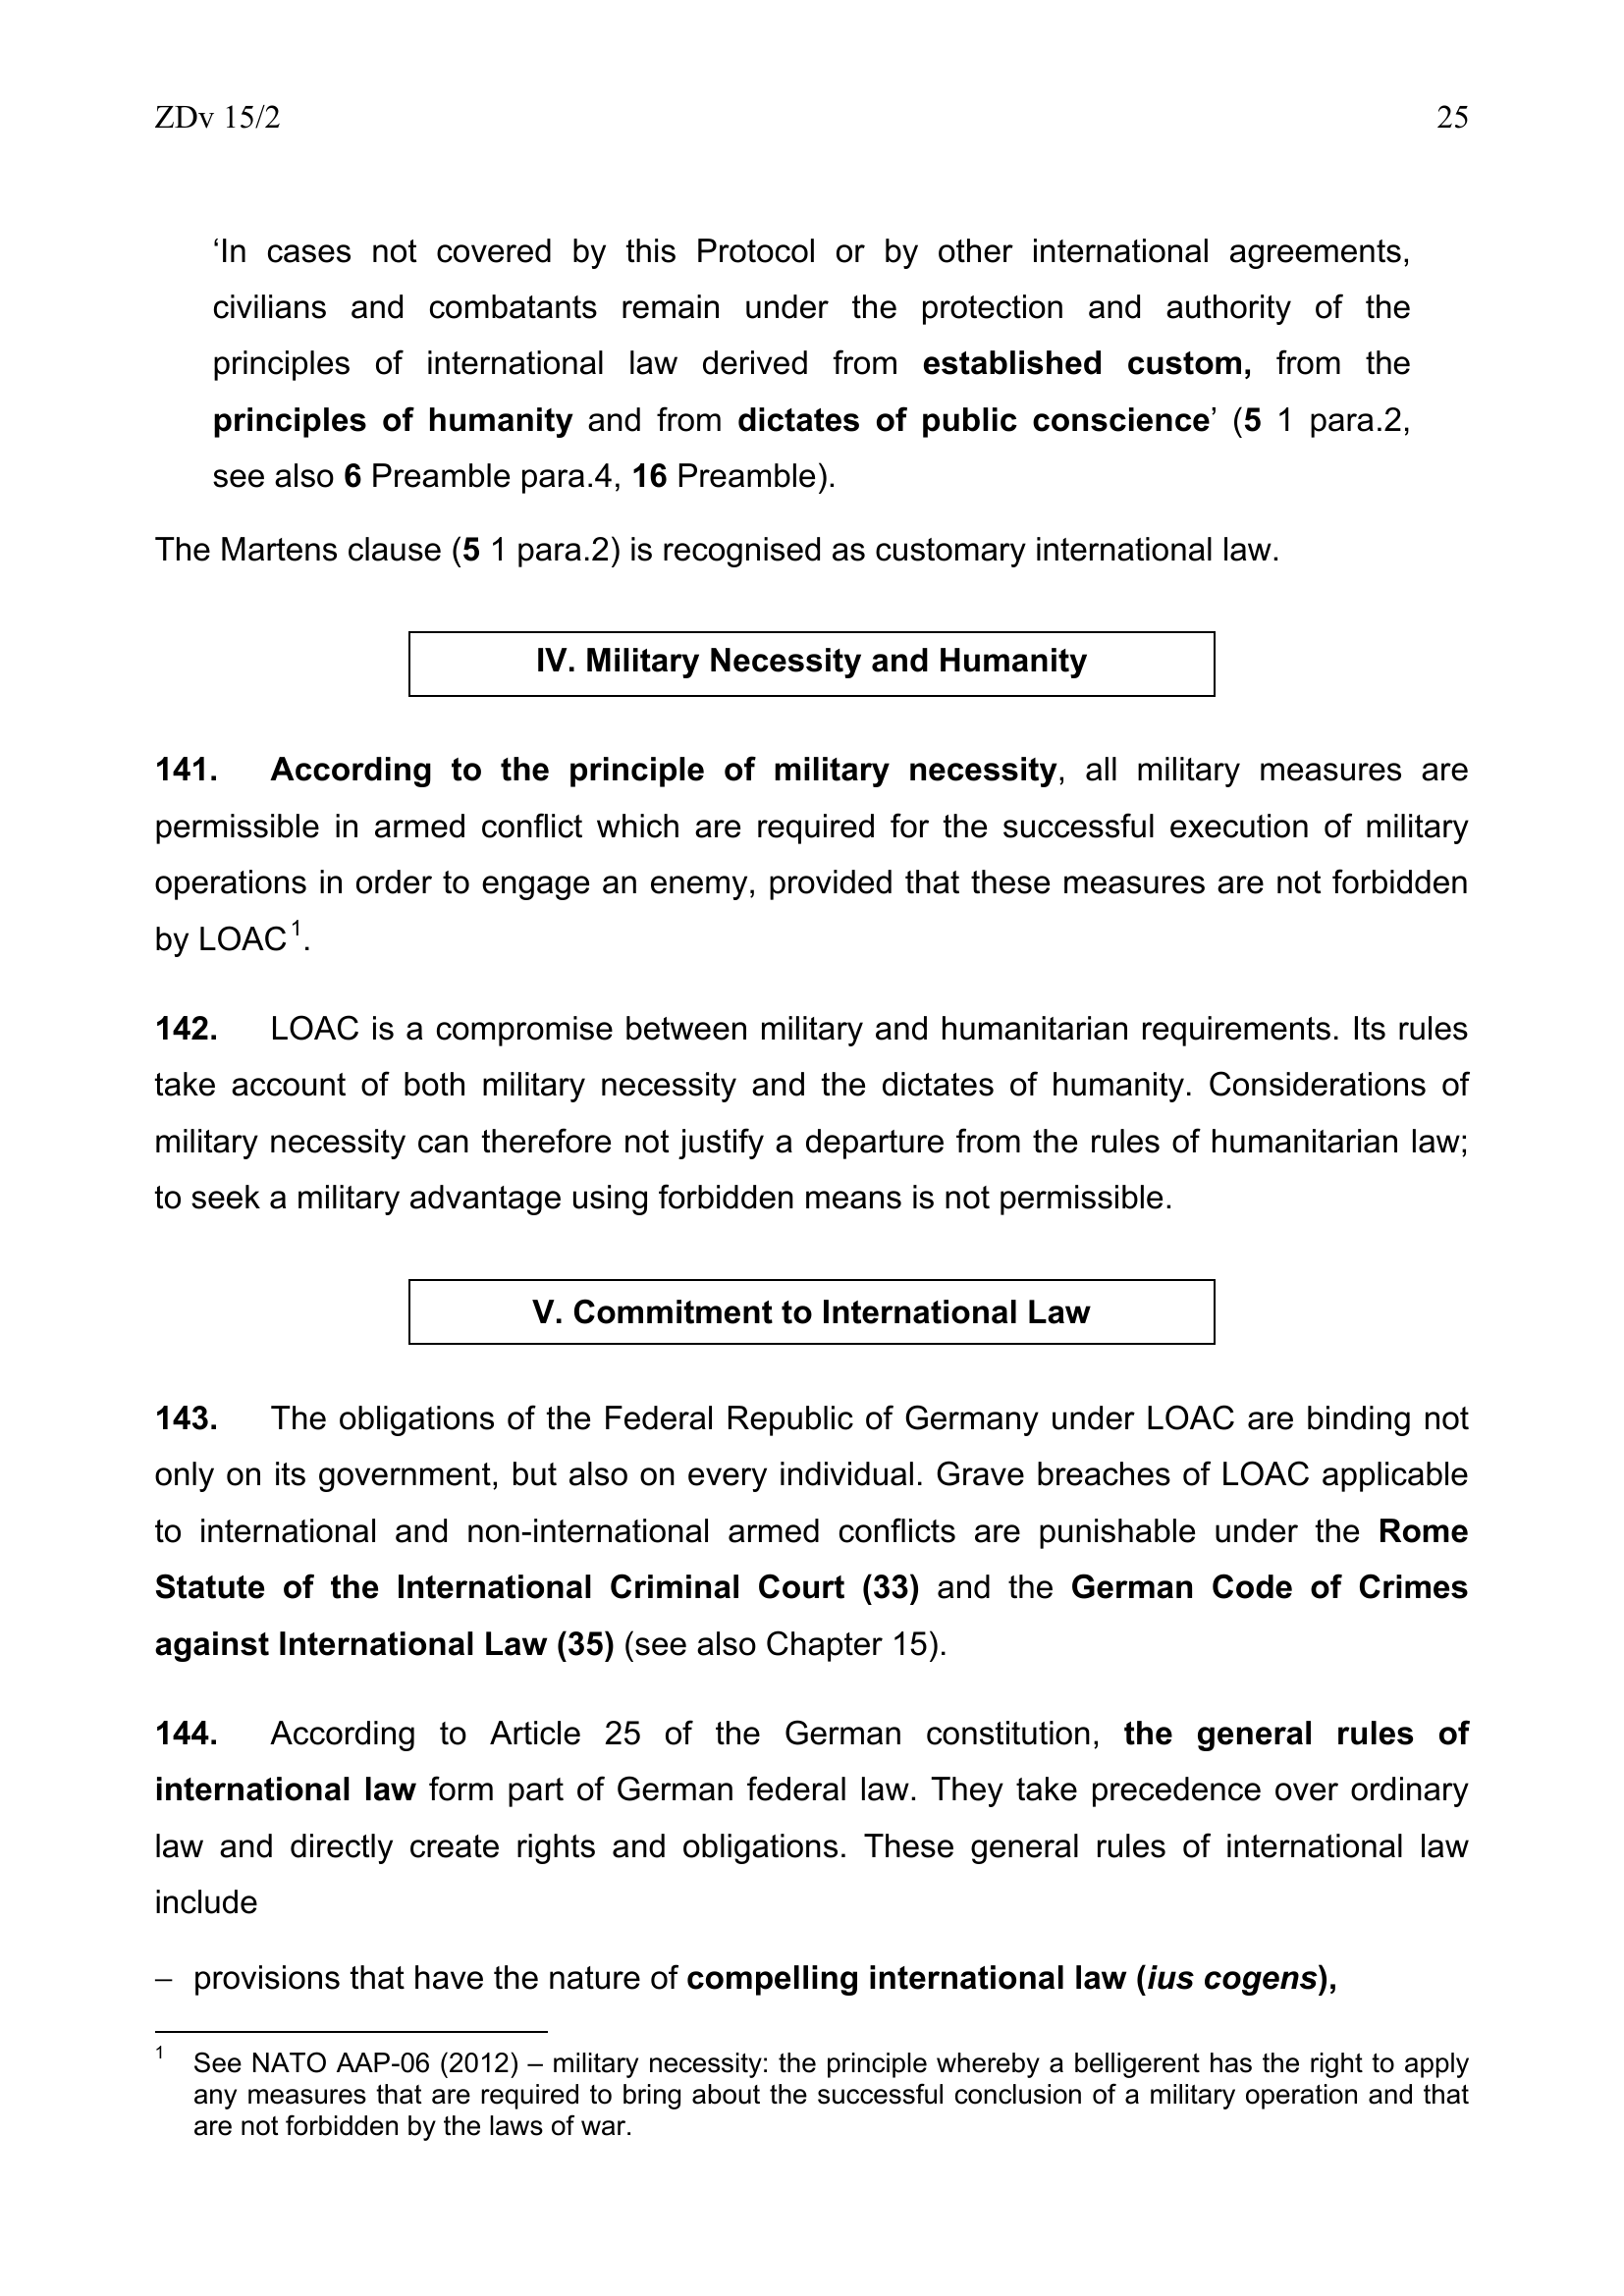 ZDv 15/2 25
‘In cases not covered by this Protocol or by other international agreements,
civilians and combatants remain under the protection and authority of the
principles of international law derived from established custom, from the
principles of humanity and from dictates of public conscience’ (5 1 para.2,
see also 6 Preamble para.4, 16 Preamble).
The Martens clause (5 1 para.2) is recognised as customary international law.
IV. Military Necessity and Humanity
141. According to the principle of military necessity, all military measures are
permissible in armed conflict which are required for the successful execution of military
operations in order to engage an enemy, provided that these measures are not forbidden
by LOAC 1.
142. LOAC is a compromise between military and humanitarian requirements. Its rules
take account of both military necessity and the dictates of humanity. Considerations of
military necessity can therefore not justify a departure from the rules of humanitarian law;
to seek a military advantage using forbidden means is not permissible.
V. Commitment to International Law
143. The obligations of the Federal Republic of Germany under LOAC are binding not
only on its government, but also on every individual. Grave breaches of LOAC applicable
to international and non-international armed conflicts are punishable under the Rome
Statute of the International Criminal Court (33) and the German Code of Crimes
against International Law (35) (see also Chapter 15).
144. According to Article 25 of the German constitution, the general rules of
international law form part of German federal law. They take precedence over ordinary
law and directly create rights and obligations. These general rules of international law
include
– provisions that have the nature of compelling international law (ius cogens),
1 See NATO AAP-06 (2012) – military necessity: the principle whereby a belligerent has the right to apply
any measures that are required to bring about the successful conclusion of a military operation and that
are not forbidden by the laws of war.